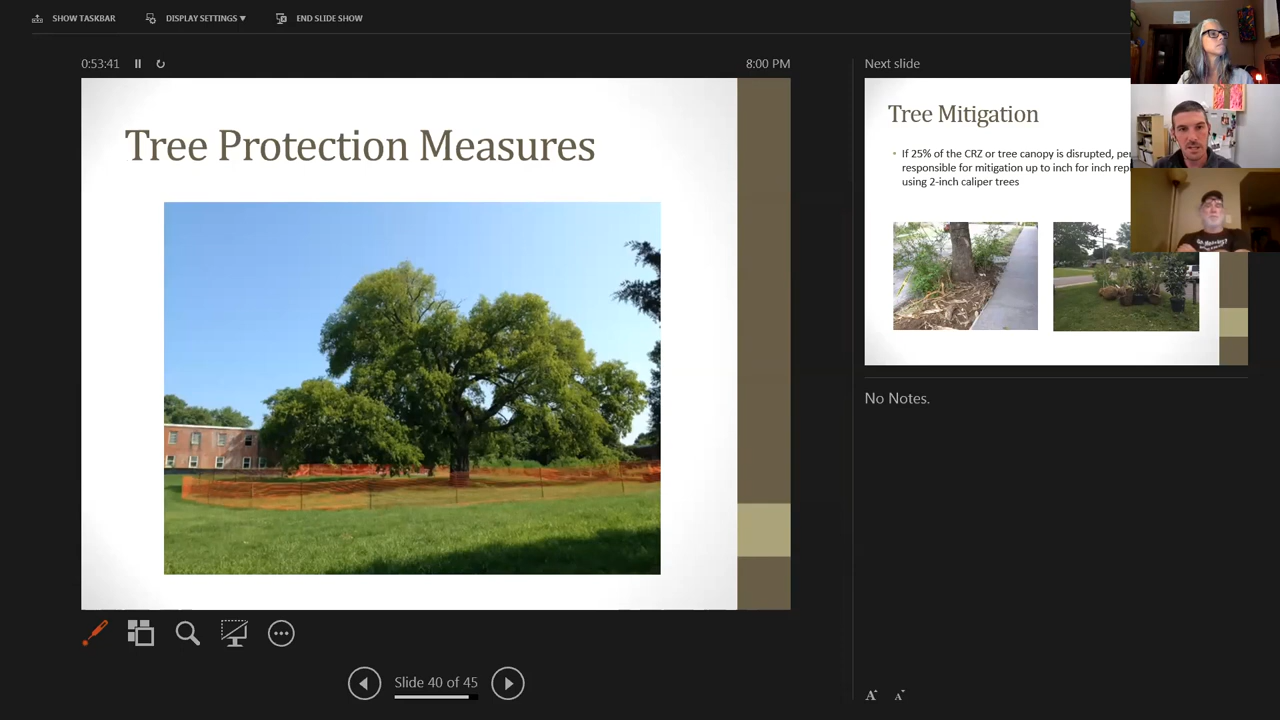 SHOW TASKBAR
DISPLAY SETTINGS ▼
END SLIDE SHOW
0:53:41
8:00 PM
Tree Protection Measures
Slide 40 of 45
Next slide
Tree Mitigation
• If 25% of the CRZ or tree canopy is disrupted,
responsible for mitigation up to inch for inch
using 2-inch caliper trees
No Notes.
A
A